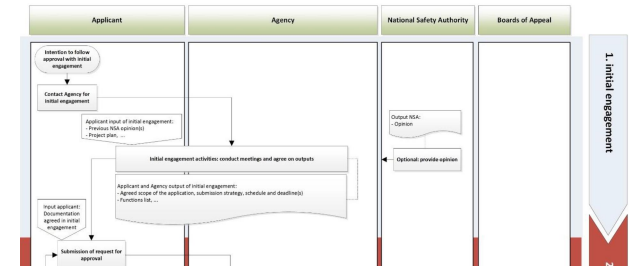 Applicant
Agency
National Safety Authority
Boards of Appeal
Intention to follow
approval with initial
engagement
Contact Agency for
initial engagement
Applicant input of initial engagement:
- Previous NSA opinion(s)
- Project plan, ...
Output NSA:
- Opinion
Initial engagement activities: conduct meetings and agree on outputs
Optional: provide opinion
Applicant and Agency output of initial engagement:
- Agreed scope of the application, submission strategy, schedule and deadline(s)
- Functions list, ...
Input applicant:
Documentation
agreed in initial
engagement
Submission of request for
approval
1. initial engagement
2